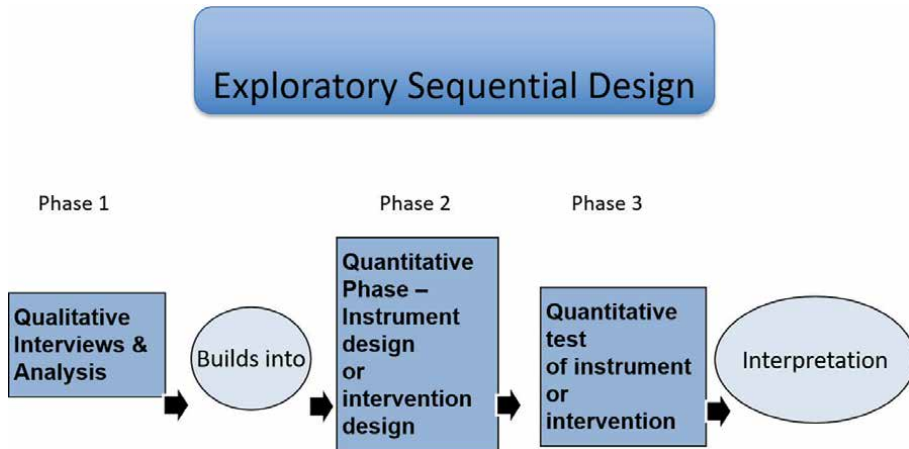 Exploratory Sequential Design
Phase 1
Phase 2
Phase 3
Qualitative
Interviews &
Analysis
Builds into
Quantitative
Phase –
Instrument
design
or
intervention
design
Quantitative
test
of instrument
or
intervention
Interpretation